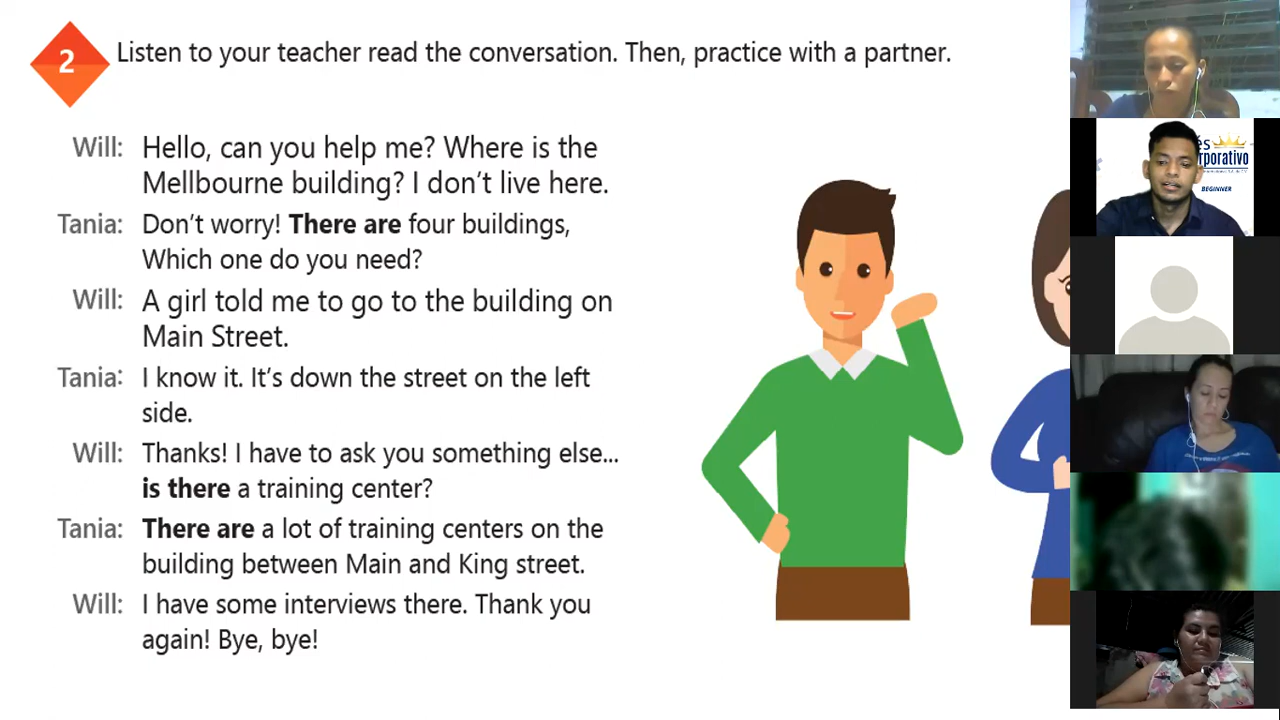 2
Listen to your teacher read the conversation. Then, practice with a partner.
Will: Hello, can you help me? Where is the
Mellbourne building? I don't live here.
Tania: Don't worry! There are four buildings,
Which one do you need?
Will: A girl told me to go to the building on
Main Street.
Tania: I know it. It's down the street on the left
side.
Will: Thanks! I have to ask you something else...
is there a training center?
Tania: There are a lot of training centers on the
building between Main and King street.
Will: I have some interviews there. Thank you
again! Bye, bye!
BEGINNER